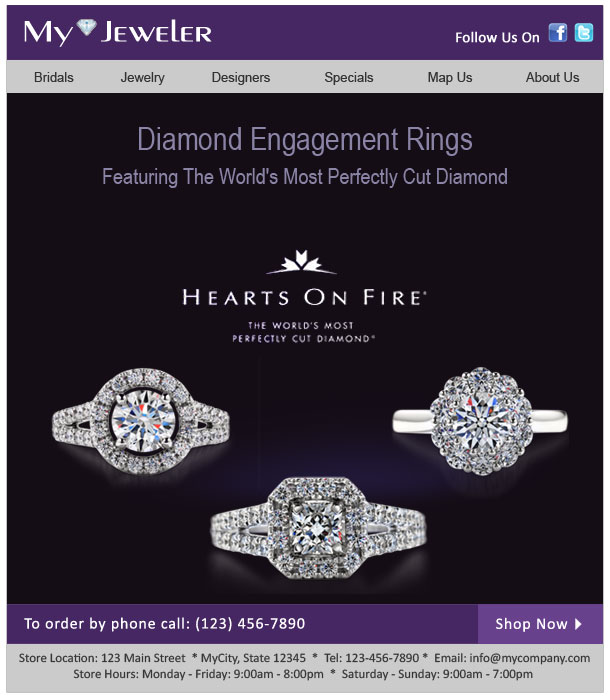 My Jeweler
Follow Us On
Bridals Jewelry Designers Specials Map Us About Us
Diamond Engagement Rings
Featuring The World's Most Perfectly Cut Diamond
Hearts On Fire®
THE WORLD'S MOST
PERFECTLY CUT DIAMOND®
To order by phone call: (123) 456-7890
Shop Now
Store Location: 123 Main Street * MyCity, State 12345 * Tel: 123-456-7890 * Email: info@mycompany.com
Store Hours: Monday - Friday: 9:00am - 8:00pm * Saturday - Sunday: 9:00am - 7:00pm